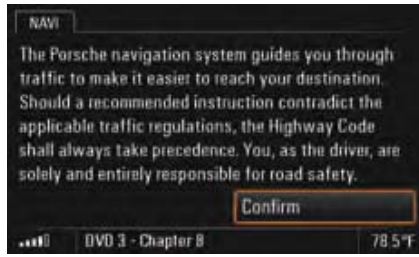 NAVI
The Porsche navigation system guides you through
traffic to make it easier to reach your destination.
Should a recommended instruction contradict the
applicable traffic regulations, the Highway Code
shall always take precedence. You, as the driver, are
solely and entirely responsible for road safety.
Confirm
DVD 3 - Chapter 8 78.5°F